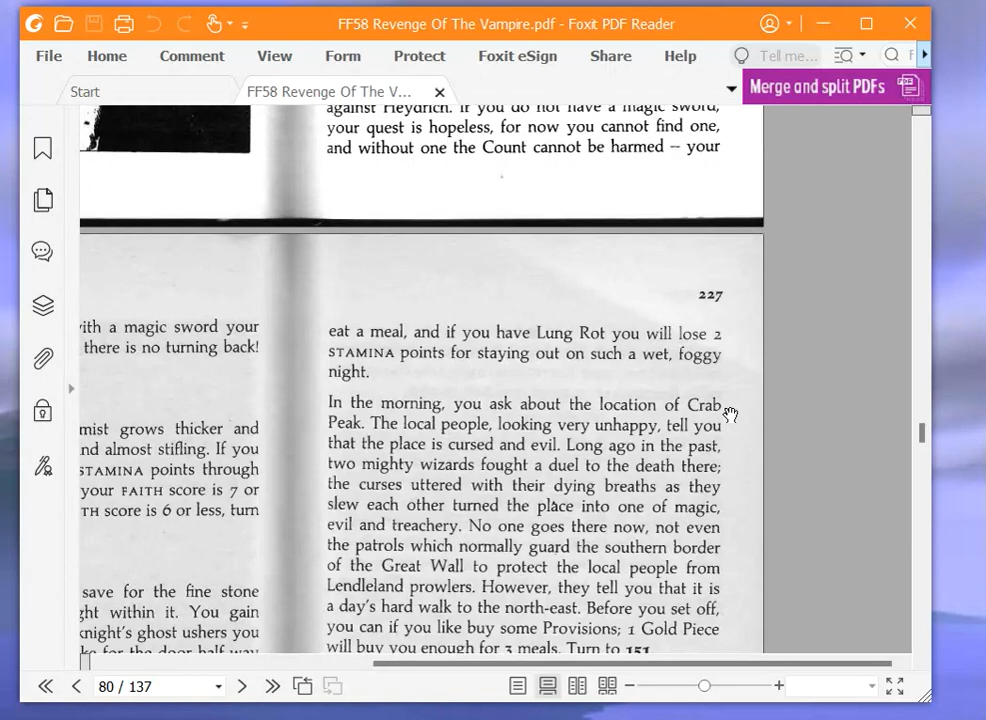 FF58 Revenge Of The Vampire.pdf - Foxit PDF Reader
File Home Comment View Form Protect Foxit eSign Share Help Tell me... F
Start FF58 Revenge Of The V... Merge and split PDFs
against Heydrich. If you do not have a magic sword,
your quest is hopeless, for now you cannot find one,
and without one the Count cannot be harmed – your
with a magic sword your
there is no turning back!
mist grows thicker and
nd almost stifling. If you
STAMINA points through
your FAITH score is 7 or
TH score is 6 or less, turn
save for the fine stone
ght within it. You gain
knight's ghost ushers you
for the door half way
227
eat a meal, and if you have Lung Rot you will lose 2
STAMINA points for staying out on such a wet, foggy
night.
In the morning, you ask about the location of Crab
Peak. The local people, looking very unhappy, tell you
that the place is cursed and evil. Long ago in the past,
two mighty wizards fought a duel to the death there;
the curses uttered with their dying breaths as they
slew each other turned the place into one of magic,
evil and treachery. No one goes there now, not even
the patrols which normally guard the southern border
of the Great Wall to protect the local people from
Lendleland prowlers. However, they tell you that it is
a day's hard walk to the north-east. Before you set off,
you can if you like buy some Provisions; 1 Gold Piece
will buy you enough for 3 meals. Turn to 151
80 / 137